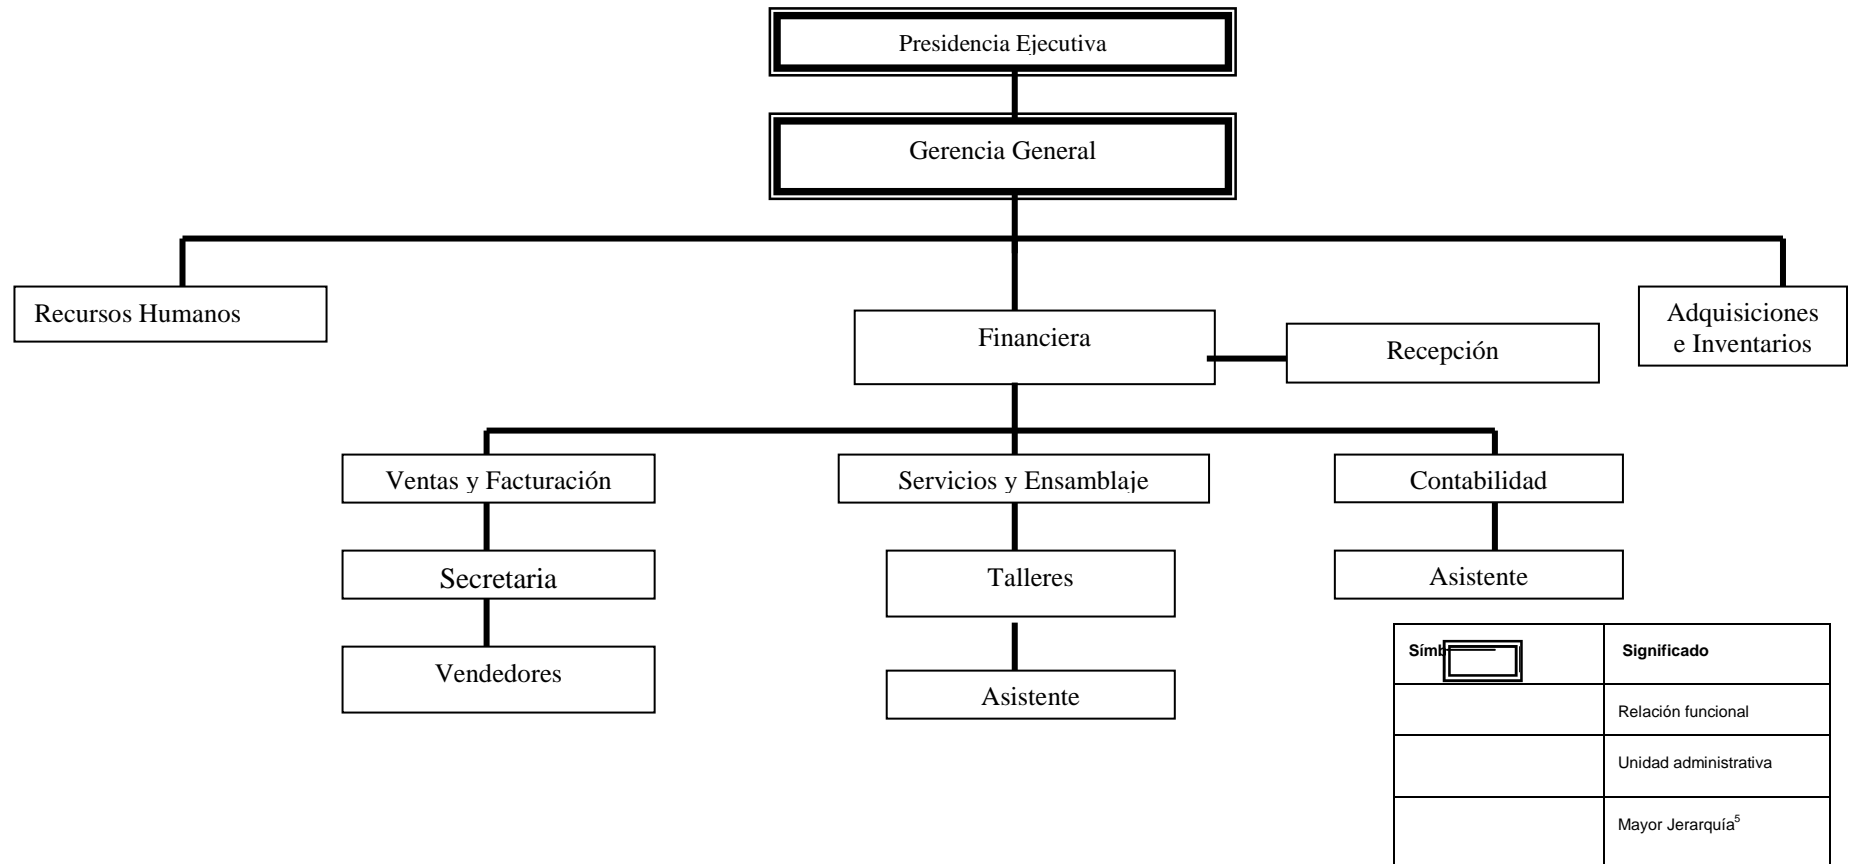 Presidencia Ejecutiva
Gerencia General
Recursos Humanos
Financiera
Recepción
Adquisiciones
e Inventarios
Ventas y Facturación
Servicios y Ensamblaje
Contabilidad
Secretaria
Talleres
Asistente
Vendedores
Asistente
Símb
Significado
Relación funcional
Unidad administrativa
Mayor Jerarquía⁵